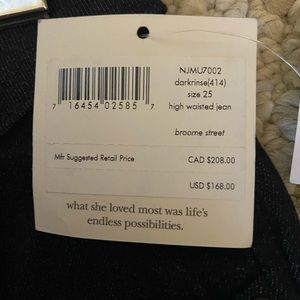 NJMU7002
darkrinse(414)
size 25
high waisted jean
7 16454 02585 7
broome street
Mfr Suggested Retail Price
CAD $208.00
USD $168.00
what she loved most was life's
endless possibilities.